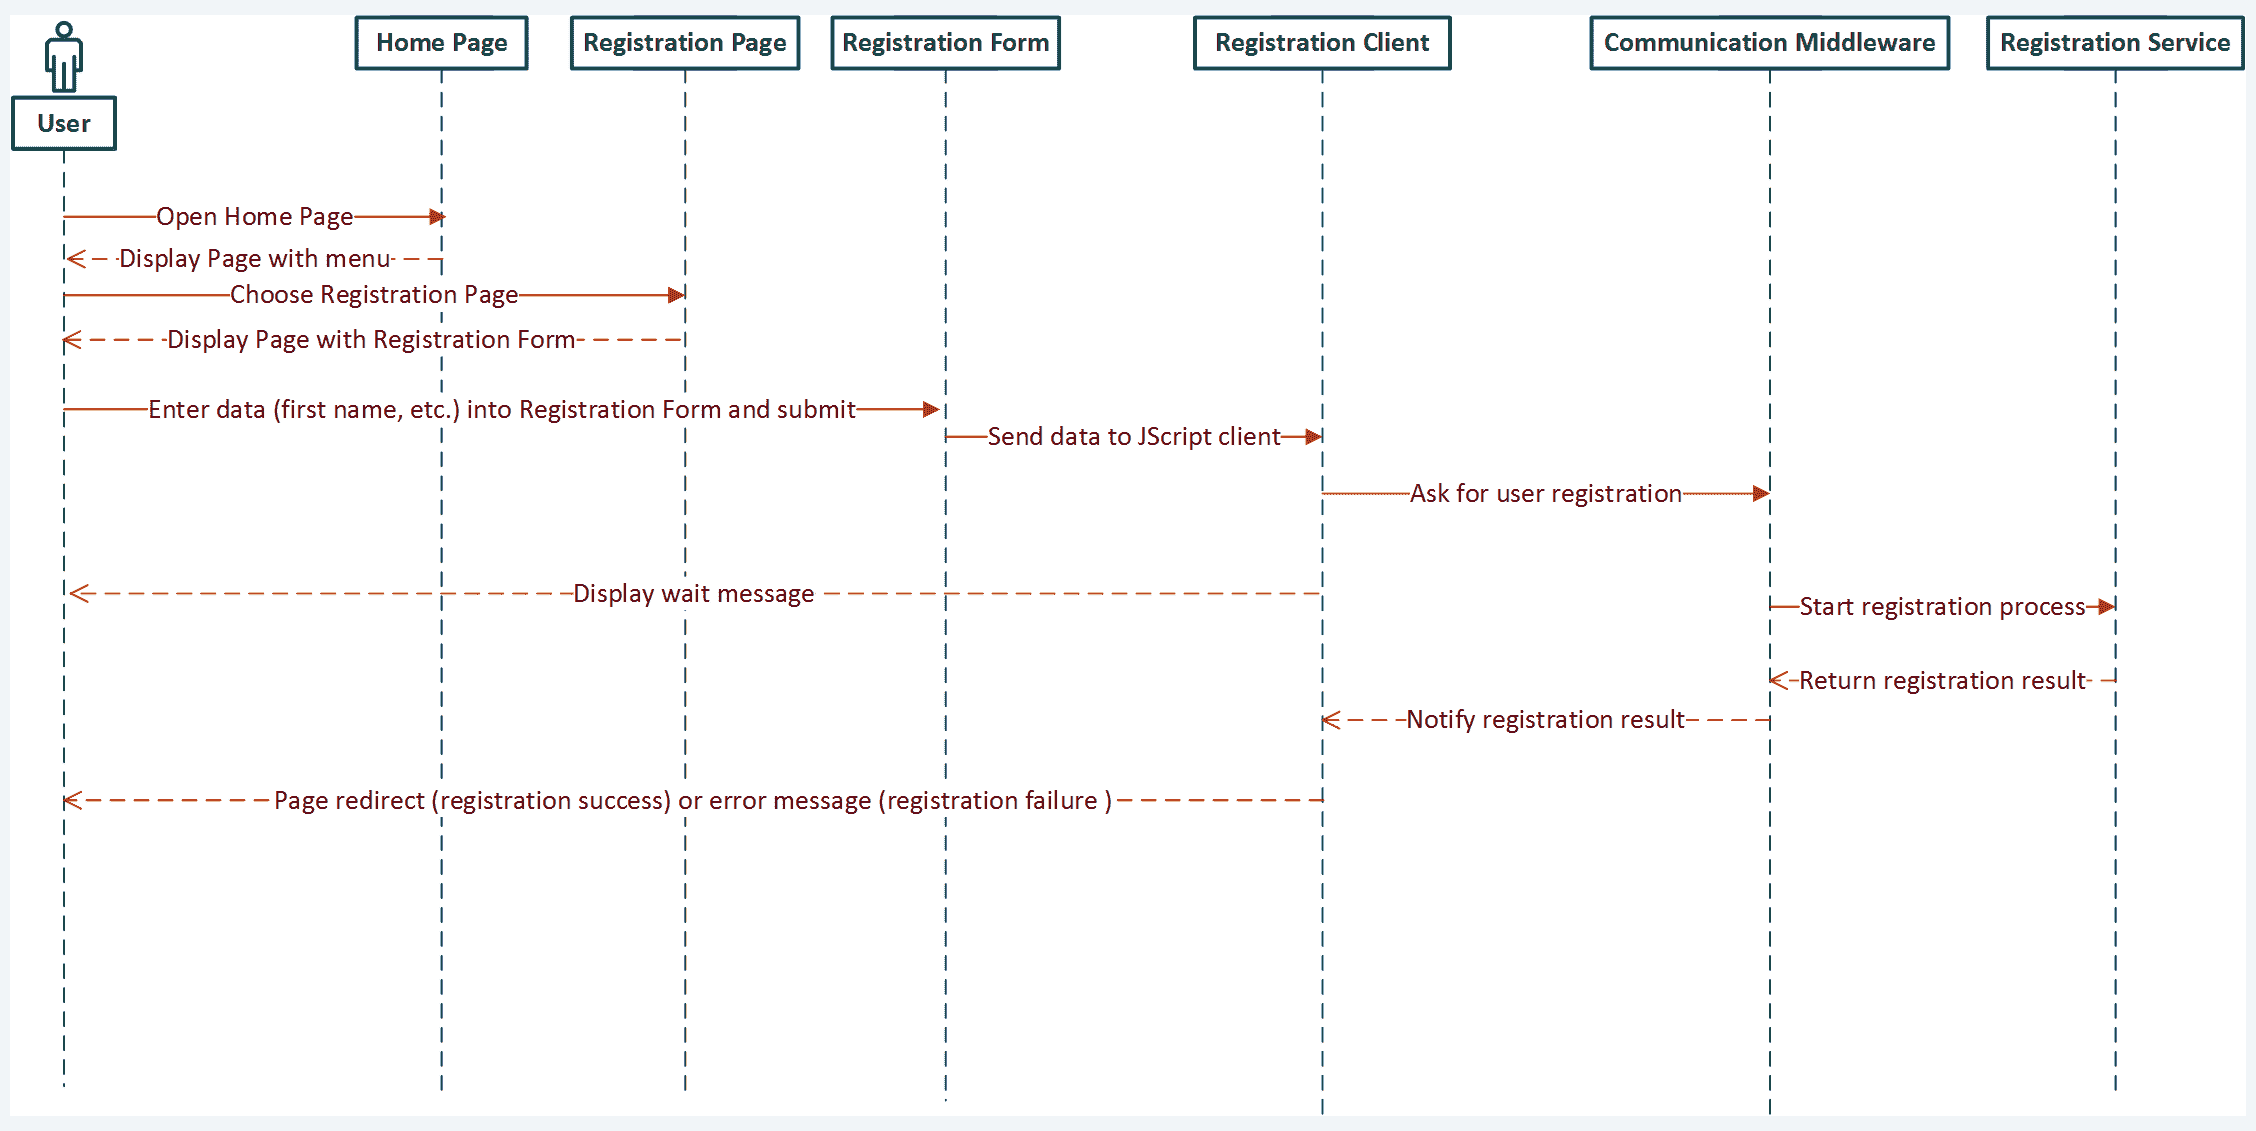 Home Page
Registration Page
Registration Form
Registration Client
Communication Middleware
Registration Service
User
Open Home Page
Display Page with menu
Choose Registration Page
Display Page with Registration Form
Enter data (first name, etc.) into Registration Form and submit
Send data to JScript client
Ask for user registration
Display wait message
Start registration process
Return registration result
Notify registration result
Page redirect (registration success) or error message (registration failure )